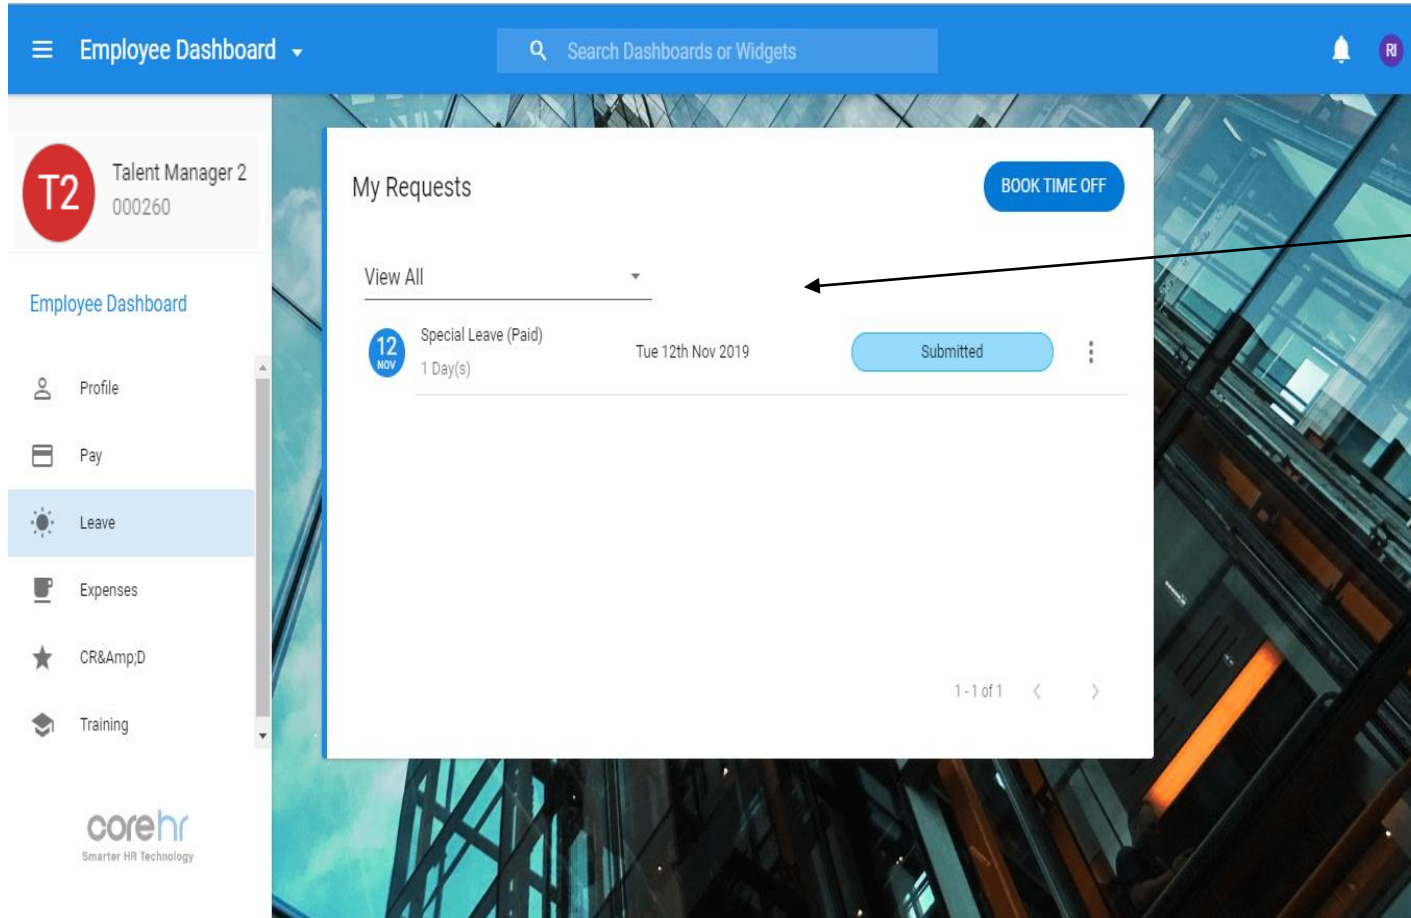 Employee Dashboard
Search Dashboards or Widgets
RI
T2
Talent Manager 2
000260
Employee Dashboard
Profile
Pay
Leave
Expenses
CR&Amp;D
Training
corehr
Smarter HR Technology
My Requests
BOOK TIME OFF
View All
12
NOV
Special Leave (Paid)
1 Day(s)
Tue 12th Nov 2019
Submitted
1 - 1 of 1